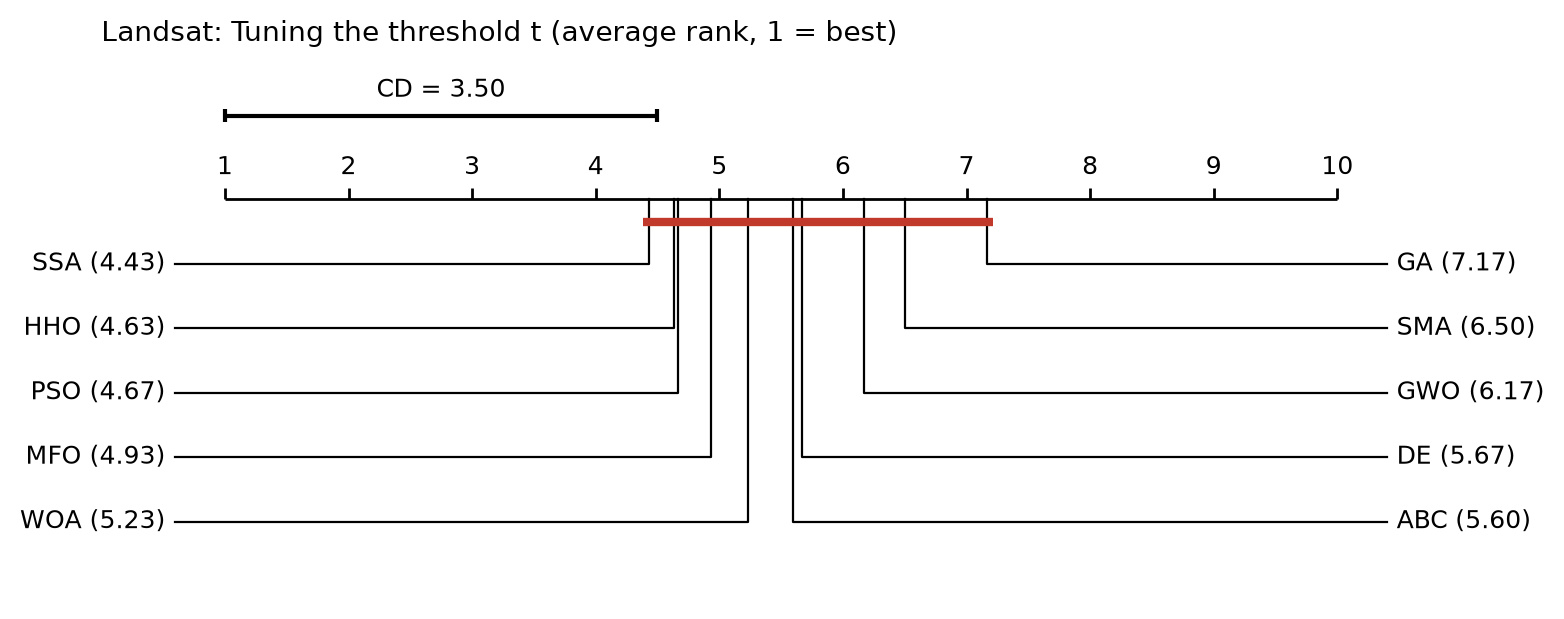 Landsat: Tuning the threshold t (average rank, 1 = best)
CD = 3.50
1 2 3 4 5 6 7 8 9 10
SSA (4.43) GA (7.17)
HHO (4.63) SMA (6.50)
PSO (4.67) GWO (6.17)
MFO (4.93) DE (5.67)
WOA (5.23) ABC (5.60)